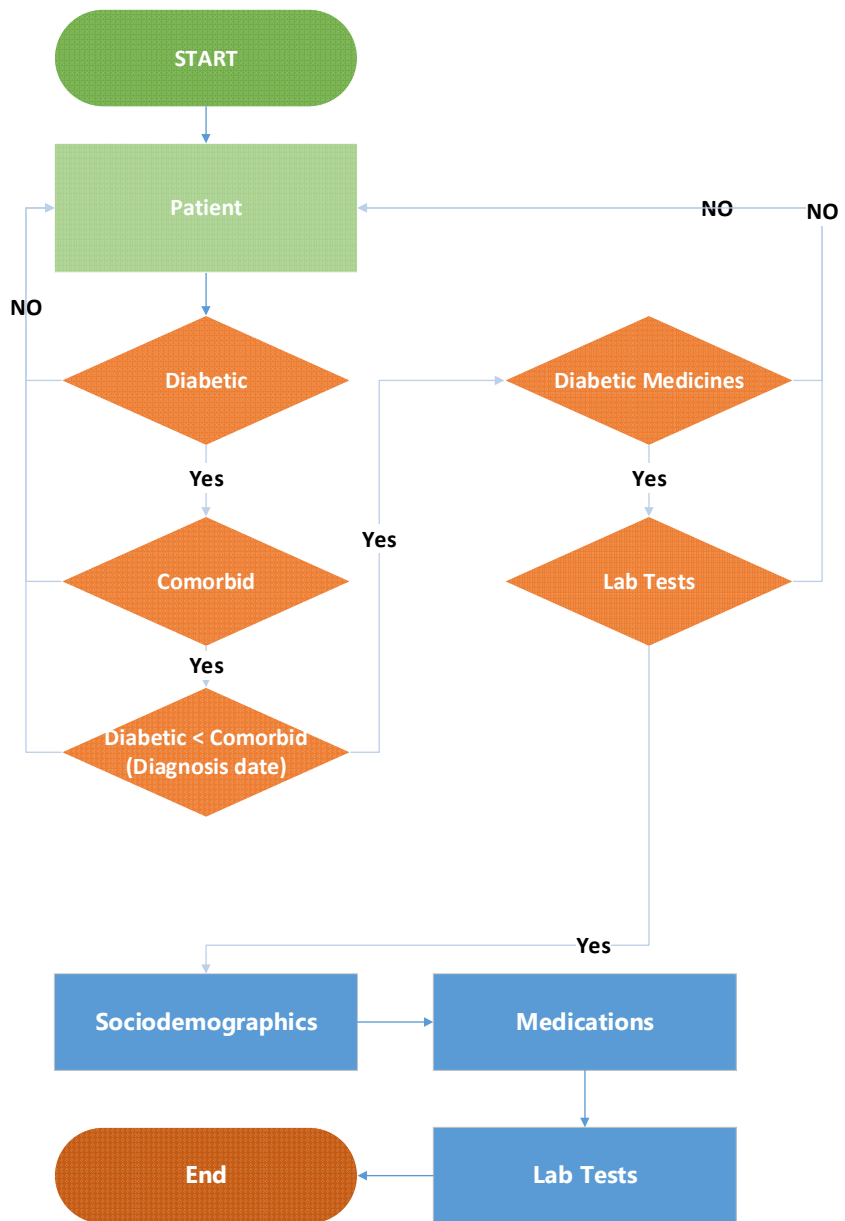 START
Patient
NO
NO
NO
Diabetic
Diabetic Medicines
Yes
Yes
Yes
Comorbid
Lab Tests
Yes
Diabetic < Comorbid
(Diagnosis date)
Yes
Sociodemographics
Medications
End
Lab Tests